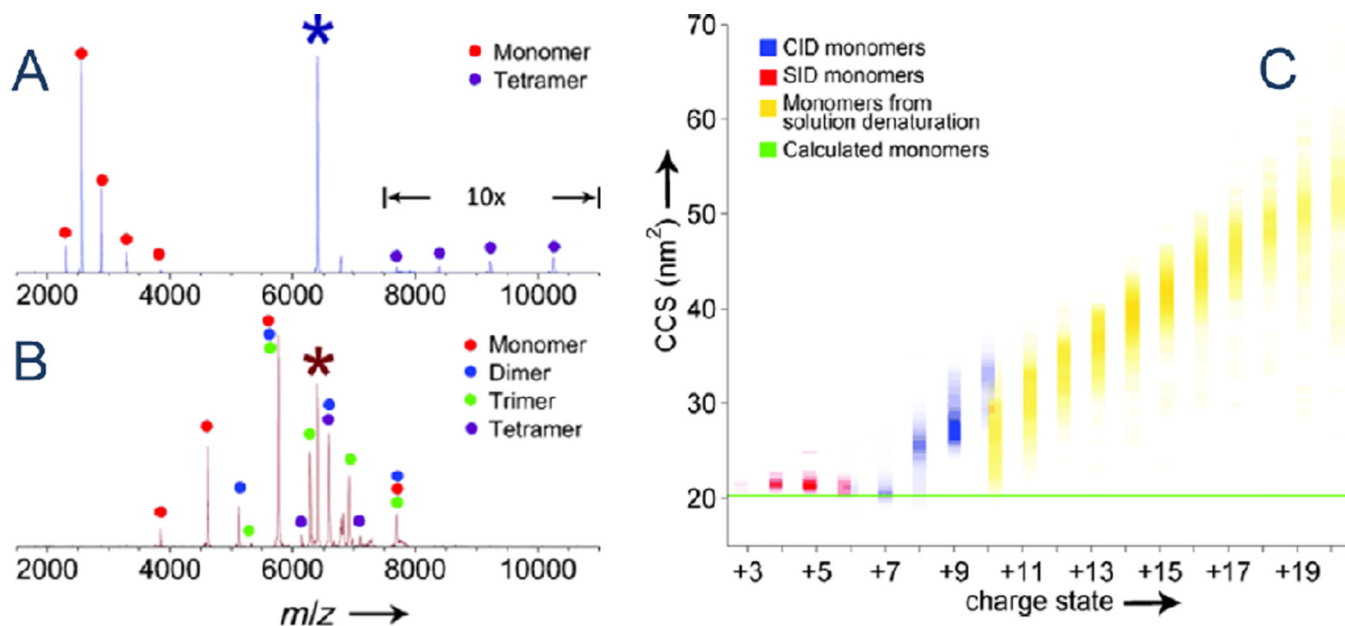 A
*
Monomer
Tetramer
10x
2000 4000 6000 8000 10000
B
*
Monomer
Dimer
Trimer
Tetramer
2000 4000 6000 8000 10000
m/z
C
CID monomers
SID monomers
Monomers from
solution denaturation
Calculated monomers
CCS (nm²)
70
60
50
40
30
20
+3 +5 +7 +9 +11 +13 +15 +17 +19
charge state